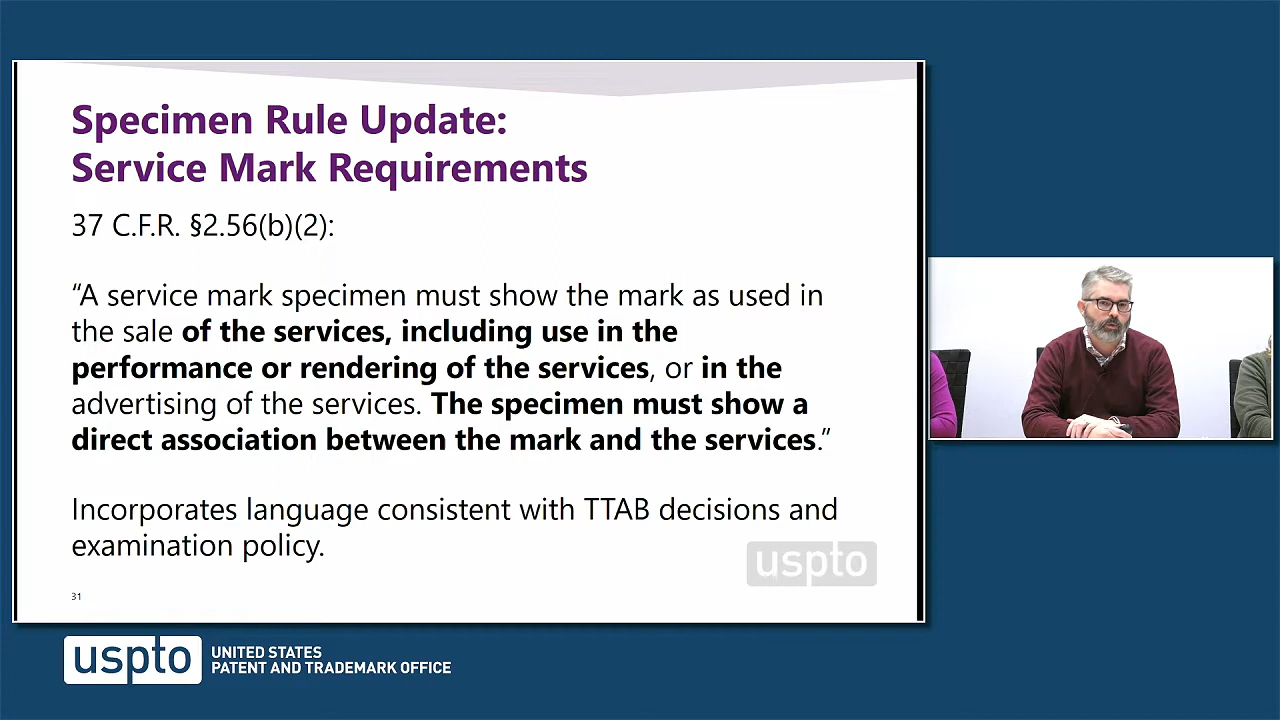 Specimen Rule Update:
Service Mark Requirements
37 C.F.R. §2.56(b)(2):
“A service mark specimen must show the mark as used in
the sale of the services, including use in the
performance or rendering of the services, or in the
advertising of the services. The specimen must show a
direct association between the mark and the services.”
Incorporates language consistent with TTAB decisions and
examination policy.
uspto
31
uspto UNITED STATES
PATENT AND TRADEMARK OFFICE